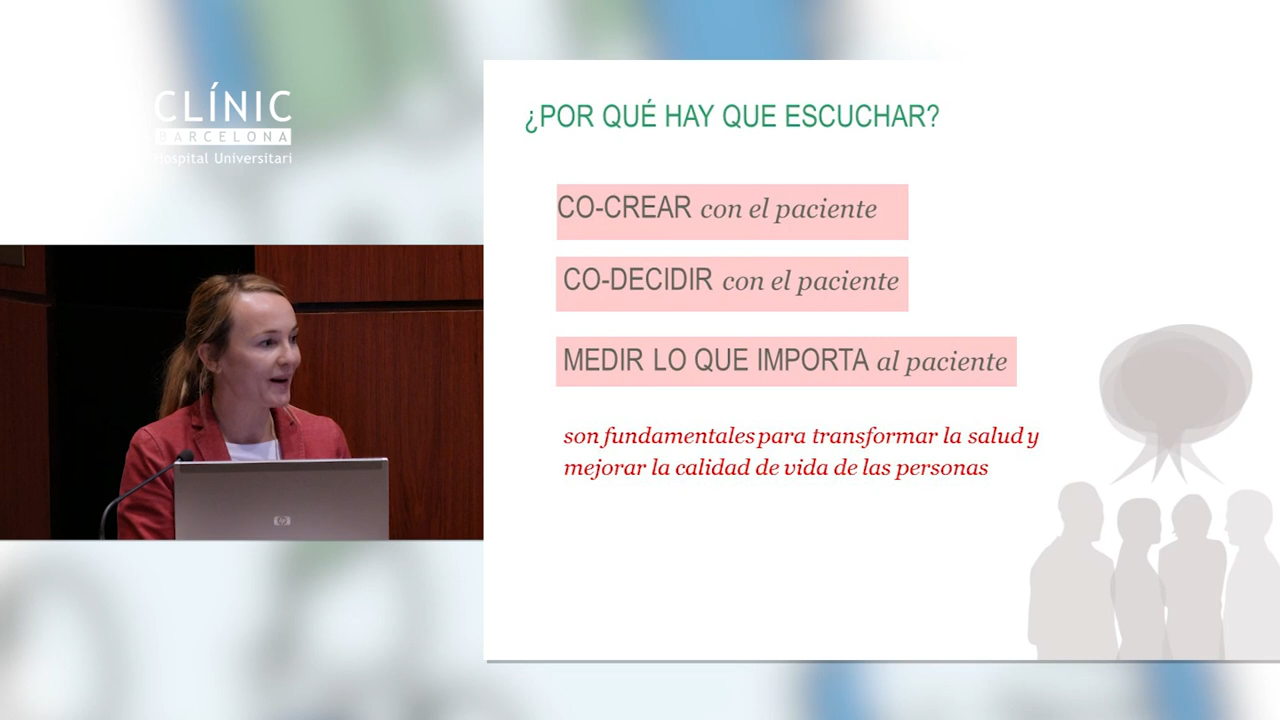 CLÍNIC
BARCELONA
Hospital Universitari
¿POR QUÉ HAY QUE ESCUCHAR?
CO-CREAR con el paciente
CO-DECIDIR con el paciente
MEDIR LO QUE IMPORTA al paciente
son fundamentales para transformar la salud y
mejorar la calidad de vida de las personas
hp